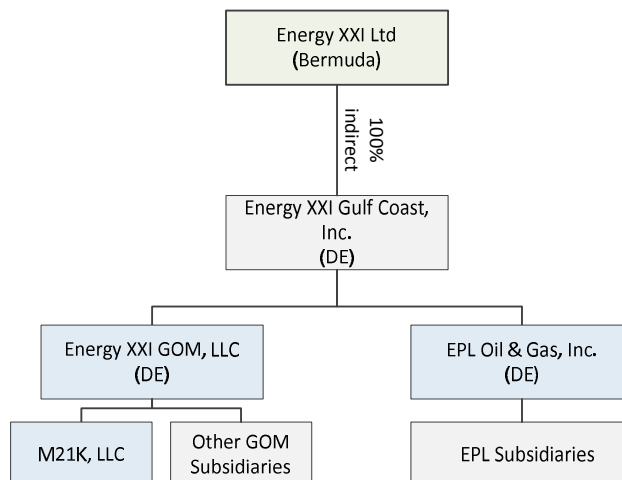 Energy XXI Ltd
(Bermuda)
100%
indirect
Energy XXI Gulf Coast,
Inc.
(DE)
Energy XXI GOM, LLC
(DE)
EPL Oil & Gas, Inc.
(DE)
M21K, LLC
Other GOM
Subsidiaries
EPL Subsidiaries